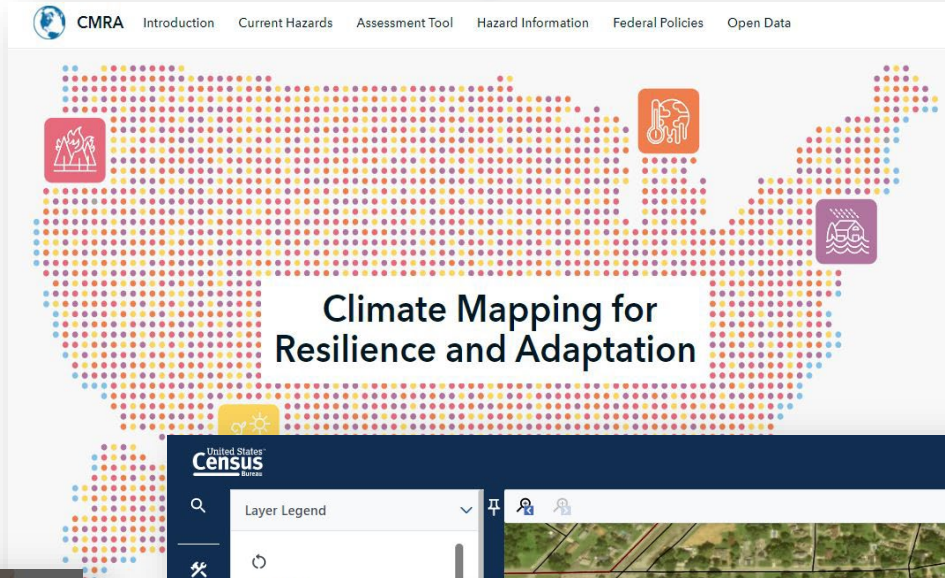 CMRA Introduction Current Hazards Assessment Tool Hazard Information Federal Policies Open Data
Climate Mapping for
Resilience and Adaptation
United States
Census
Bureau
Layer Legend